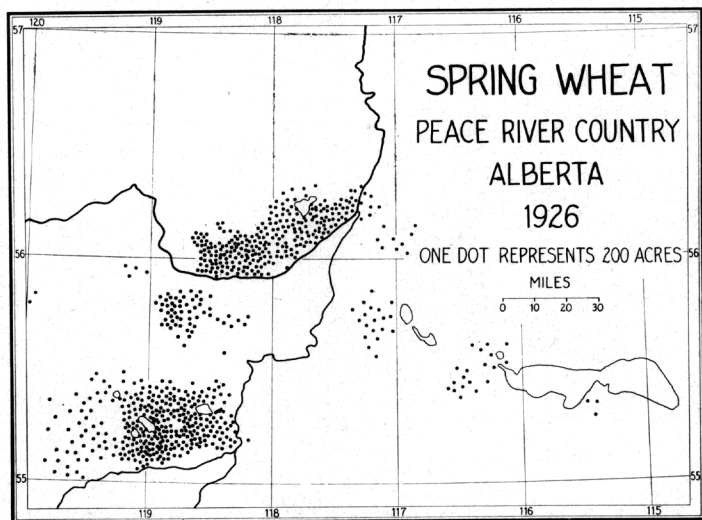 120 119 118 117 116 115
57 57
SPRING WHEAT
PEACE RIVER COUNTRY
ALBERTA
1926
56 ONE DOT REPRESENTS 200 ACRES 56
MILES
0 10 20 30
55 55
119 118 117 116 115